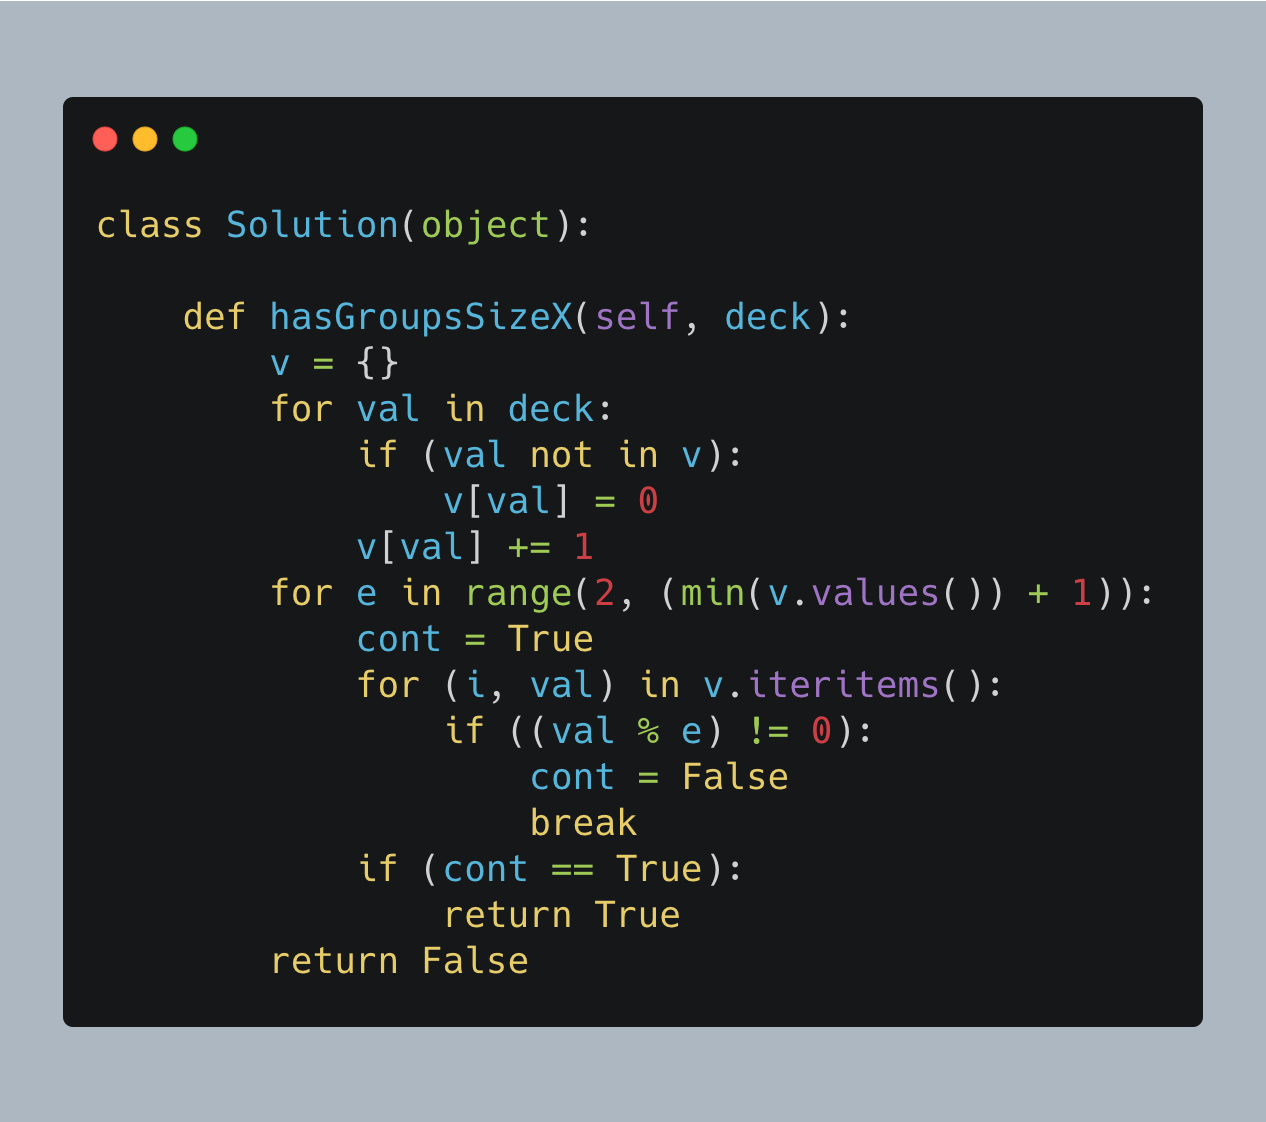 class Solution(object):

    def hasGroupsSizeX(self, deck):
        v = {}
        for val in deck:
            if (val not in v):
                v[val] = 0
            v[val] += 1
        for e in range(2, (min(v.values()) + 1)):
            cont = True
            for (i, val) in v.iteritems():
                if ((val % e) != 0):
                    cont = False
                    break
            if (cont == True):
                return True
        return False